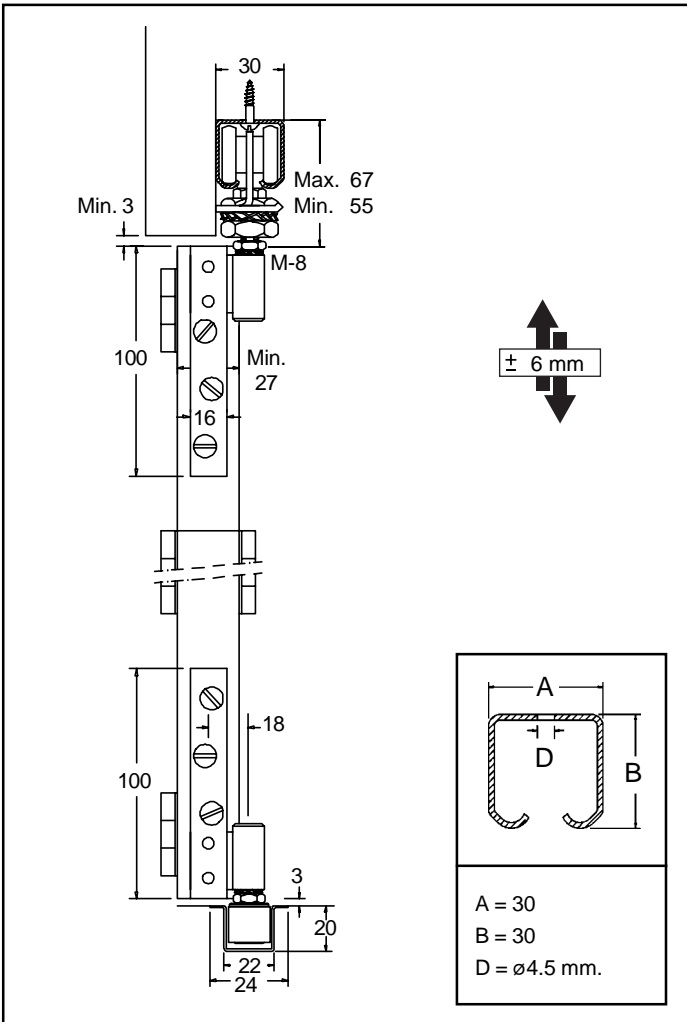 30
Max. 67
Min. 3
Min. 55
M-8
100
Min.
27
± 6 mm
16
18
100
3
20
22
24
A
D
B
A = 30
B = 30
D = ø4.5 mm.